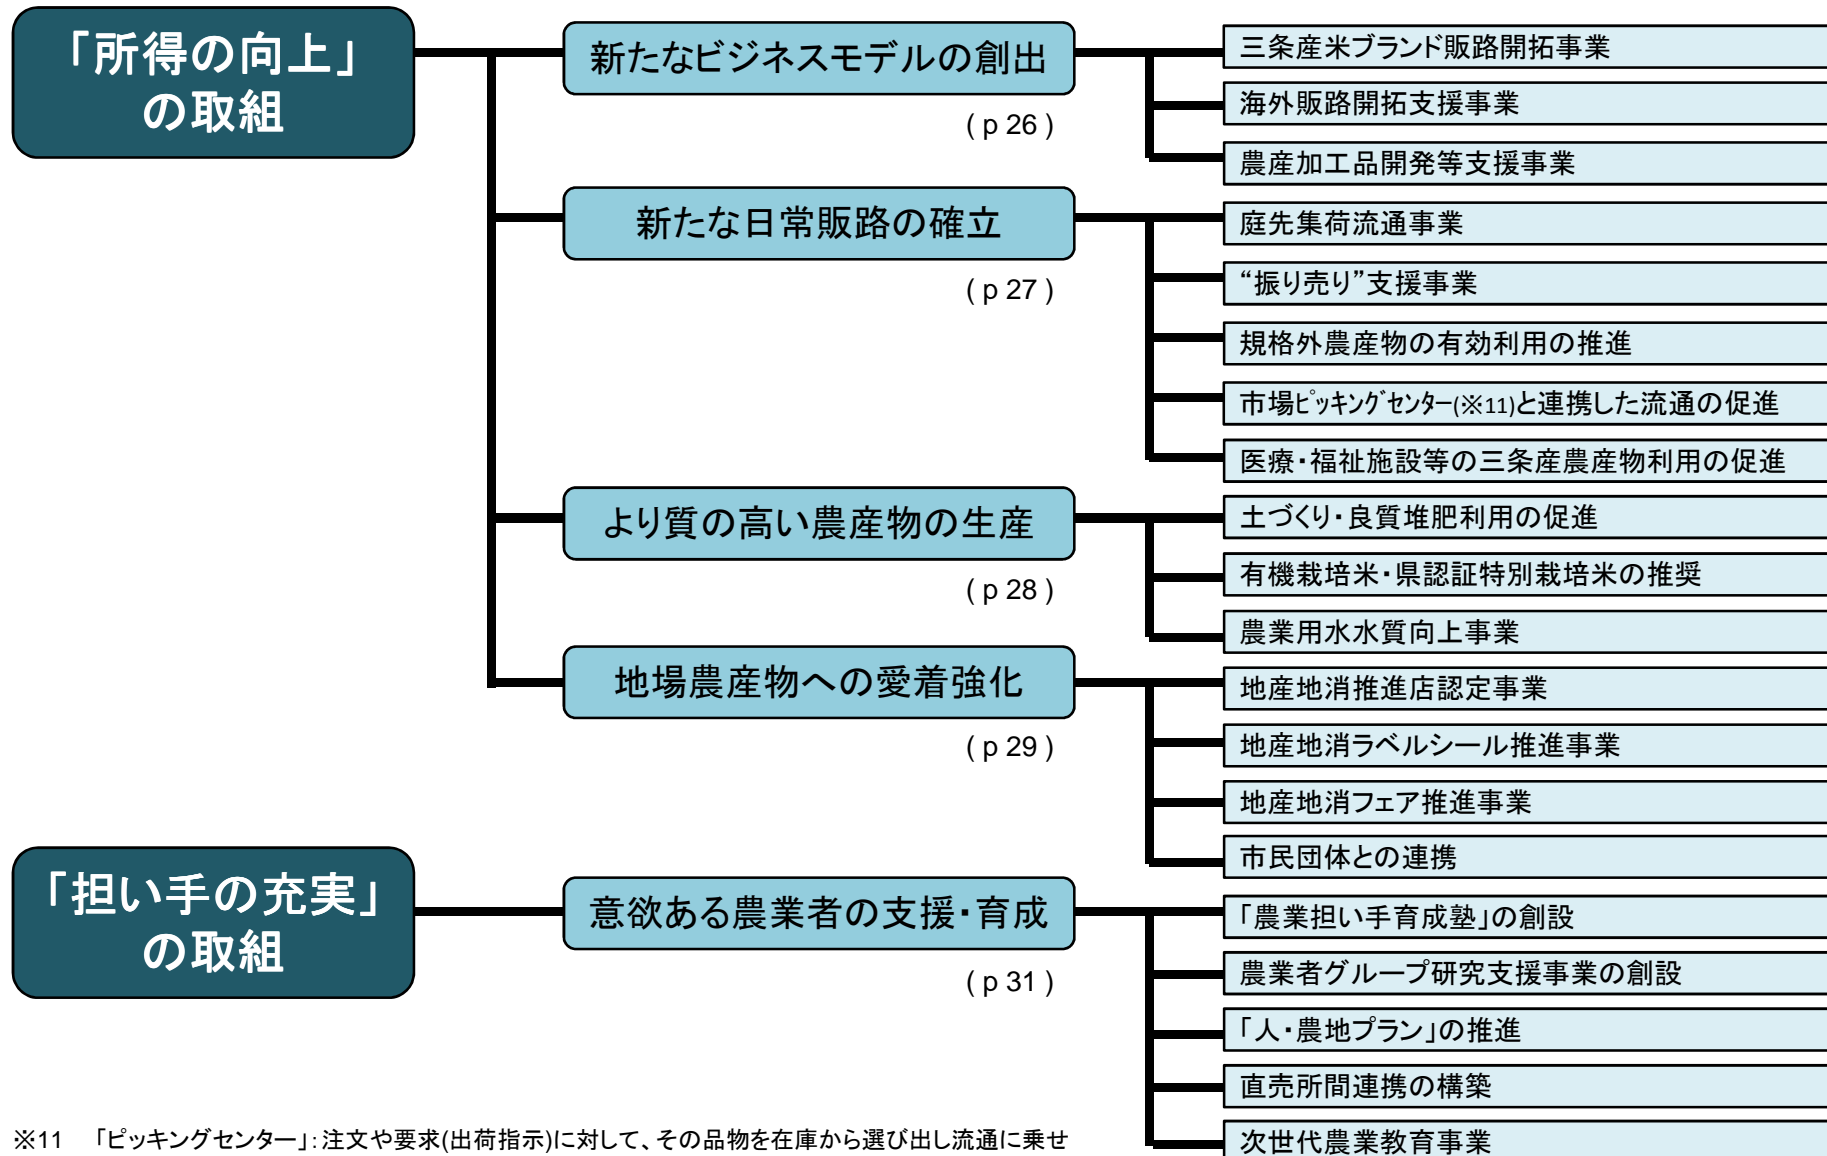 「所得の向上」
の取組
新たなビジネスモデルの創出
( p 26 )
三条産米ブランド販路開拓事業
海外販路開拓支援事業
農産加工品開発等支援事業
新たな日常販路の確立
( p 27 )
庭先集荷流通事業
“振り売り”支援事業
規格外農産物の有効利用の推進
市場ﾋﾟｯｷﾝｸﾞｾﾝﾀｰ(※11)と連携した流通の促進
医療・福祉施設等の三条産農産物利用の促進
より質の高い農産物の生産
( p 28 )
土づくり・良質堆肥利用の促進
有機栽培米・県認証特別栽培米の推奨
農業用水水質向上事業
地場農産物への愛着強化
( p 29 )
地産地消推進店認定事業
地産地消ラベルシール推進事業
地産地消フェア推進事業
市民団体との連携
「担い手の充実」
の取組
意欲ある農業者の支援・育成
( p 31 )
「農業担い手育成塾」の創設
農業者グループ研究支援事業の創設
「人・農地プラン」の推進
直売所間連携の構築
次世代農業教育事業
※11 「ピッキングセンター」：注文や要求(出荷指示)に対して、その品物を在庫から選び出し流通に乗せ